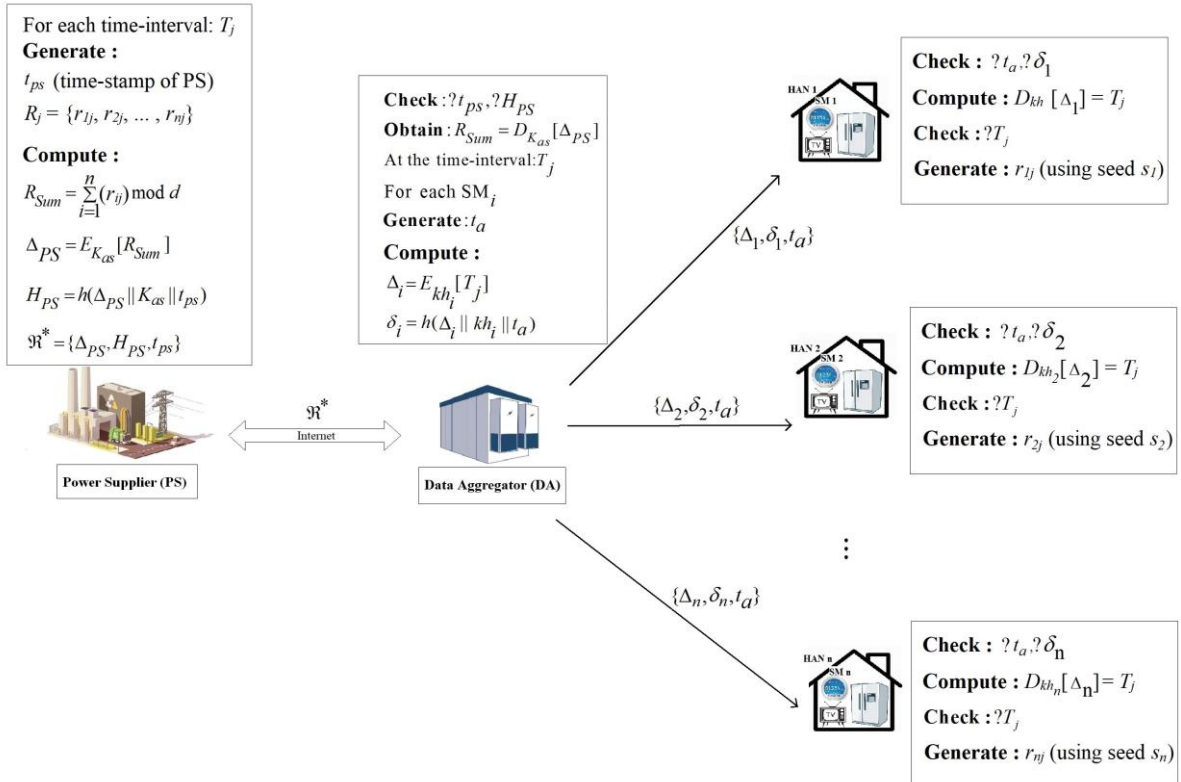 For each time-interval: T_j
Generate :
t_ps (time-stamp of PS)
R_j = {r_1j, r_2j, ... , r_nj}
Compute :
R_Sum = ∑_{i=1}^{n} (r_ij) mod d
Δ_PS = E_{K_as}[R_Sum]
H_PS = h(Δ_PS || K_as || t_ps)
ℜ* = {Δ_PS, H_PS, t_ps}
Power Supplier (PS)
ℜ*
Internet
Check :?t_ps,?H_PS
Obtain : R_Sum = D_{K_as}[Δ_PS]
At the time-interval:T_j
For each SM_i
Generate :t_a
Compute :
Δ_i = E_{kh_i}[T_j]
δ_i = h(Δ_i || kh_i || t_a)
Data Aggregator (DA)
{Δ_1,δ_1,t_a}
{Δ_2,δ_2,t_a}
{Δ_n,δ_n,t_a}
HAN 1
SM 1
TV
Check : ?t_a,?δ_1
Compute : D_kh [Δ_1] = T_j
Check : ?T_j
Generate : r_1j (using seed s_1)
HAN 2
SM 2
TV
Check : ?t_a,?δ_2
Compute : D_{kh_2}[Δ_2] = T_j
Check : ?T_j
Generate : r_2j (using seed s_2)
⋮
HAN n
SM n
TV
Check : ?t_a,?δ_n
Compute : D_{kh_n}[Δ_n] = T_j
Check :?T_j
Generate : r_nj (using seed s_n)